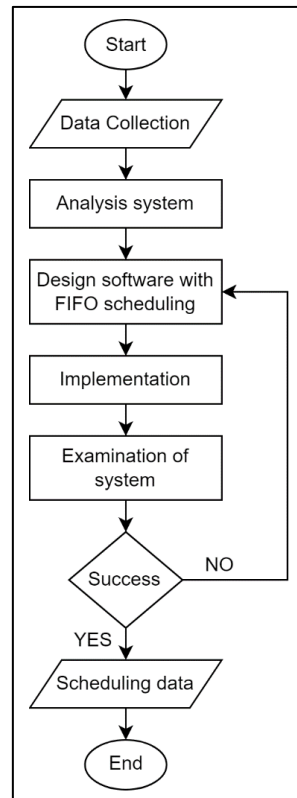 Start
Data Collection
Analysis system
Design software with
FIFO scheduling
Implementation
Examination of
system
Success
NO
YES
Scheduling data
End